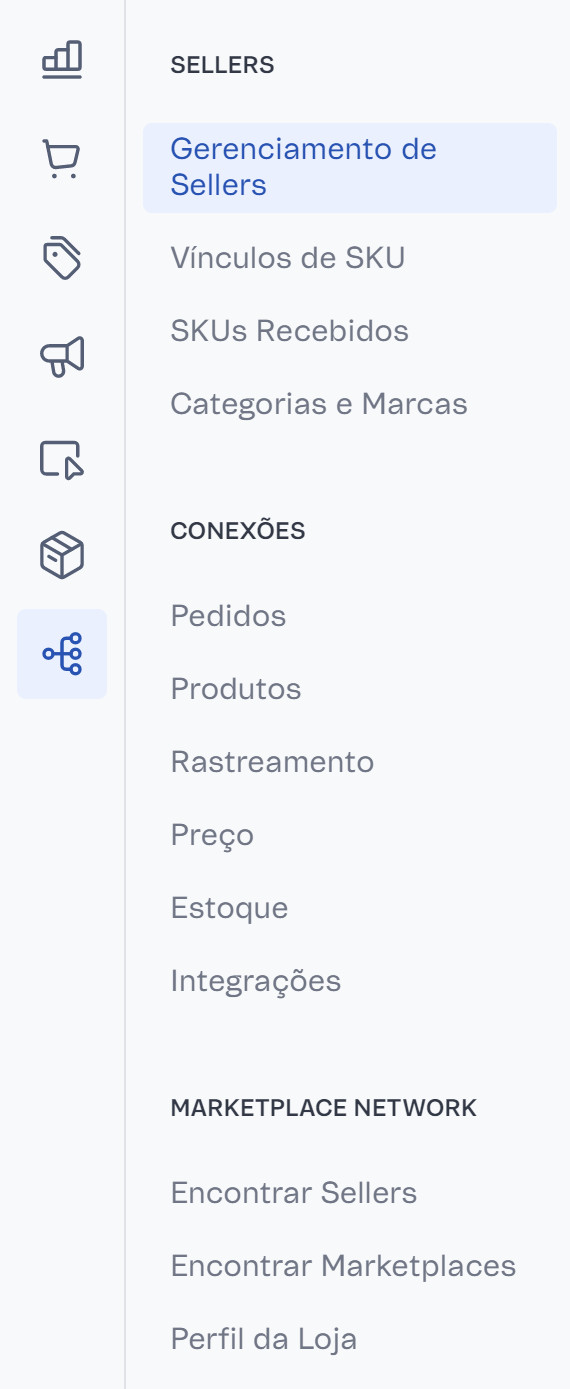 SELLERS
Gerenciamento de
Sellers
Vínculos de SKU
SKUs Recebidos
Categorias e Marcas
CONEXÕES
Pedidos
Produtos
Rastreamento
Preço
Estoque
Integrações
MARKETPLACE NETWORK
Encontrar Sellers
Encontrar Marketplaces
Perfil da Loja